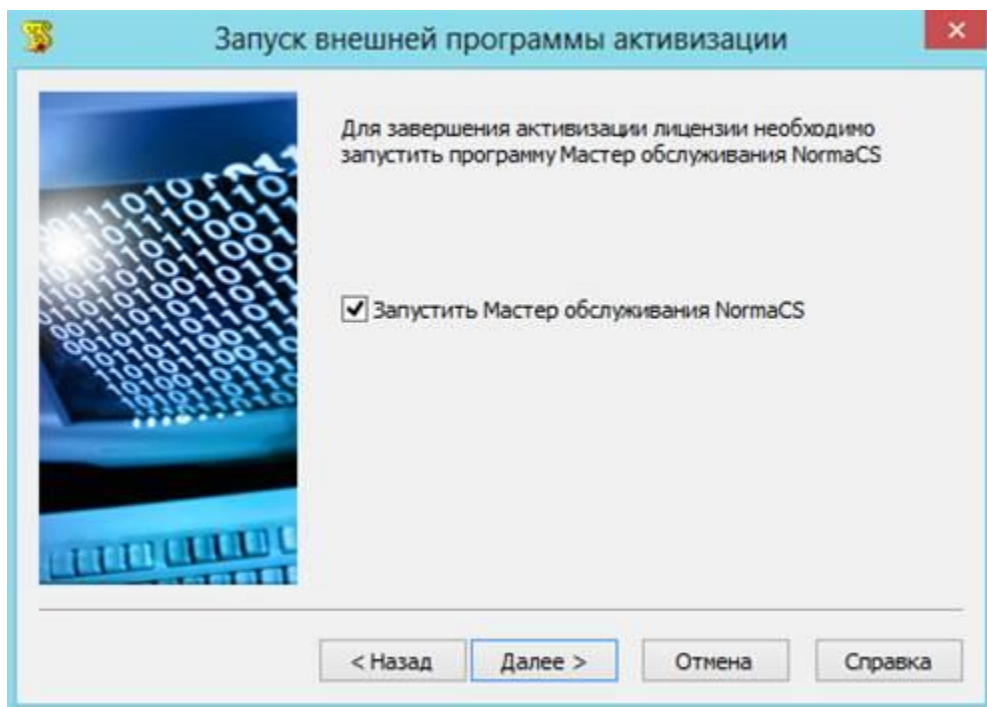 Запуск внешней программы активизации
Для завершения активизации лицензии необходимо
запустить программу Мастер обслуживания NormaCS
Запустить Мастер обслуживания NormaCS
< Назад
Далее >
Отмена
Справка